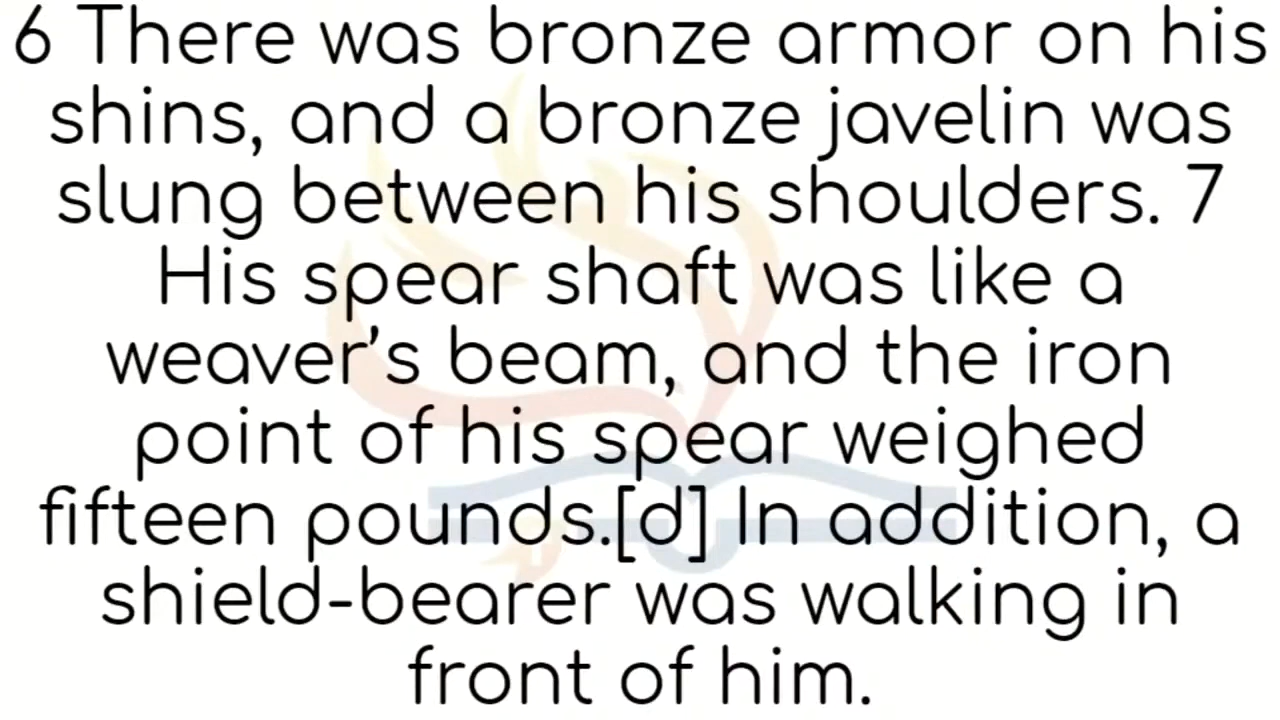 6 There was bronze armor on his
shins, and a bronze javelin was
slung between his shoulders. 7
His spear shaft was like a
weaver’s beam, and the iron
point of his spear weighed
fifteen pounds.[d] In addition, a
shield-bearer was walking in
front of him.